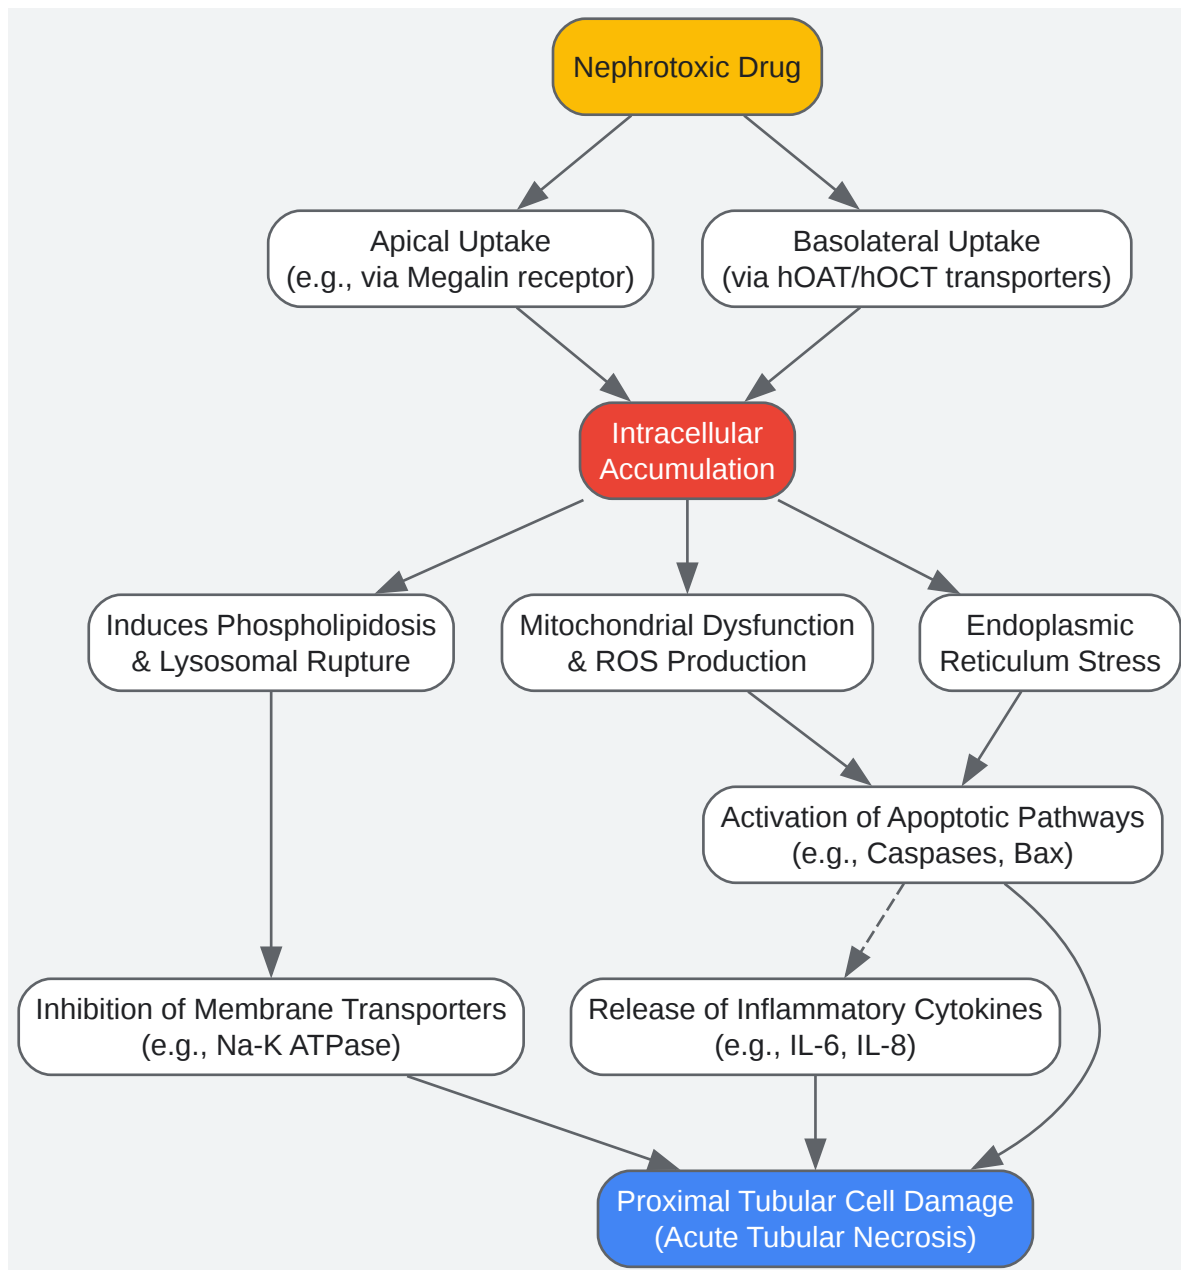 Nephrotoxic Drug
Apical Uptake
(e.g., via Megalin receptor)
Basolateral Uptake
(via hOAT/hOCT transporters)
Intracellular
Accumulation
Induces Phospholipidosis
& Lysosomal Rupture
Mitochondrial Dysfunction
& ROS Production
Endoplasmic
Reticulum Stress
Activation of Apoptotic Pathways
(e.g., Caspases, Bax)
Inhibition of Membrane Transporters
(e.g., Na-K ATPase)
Release of Inflammatory Cytokines
(e.g., IL-6, IL-8)
Proximal Tubular Cell Damage
(Acute Tubular Necrosis)